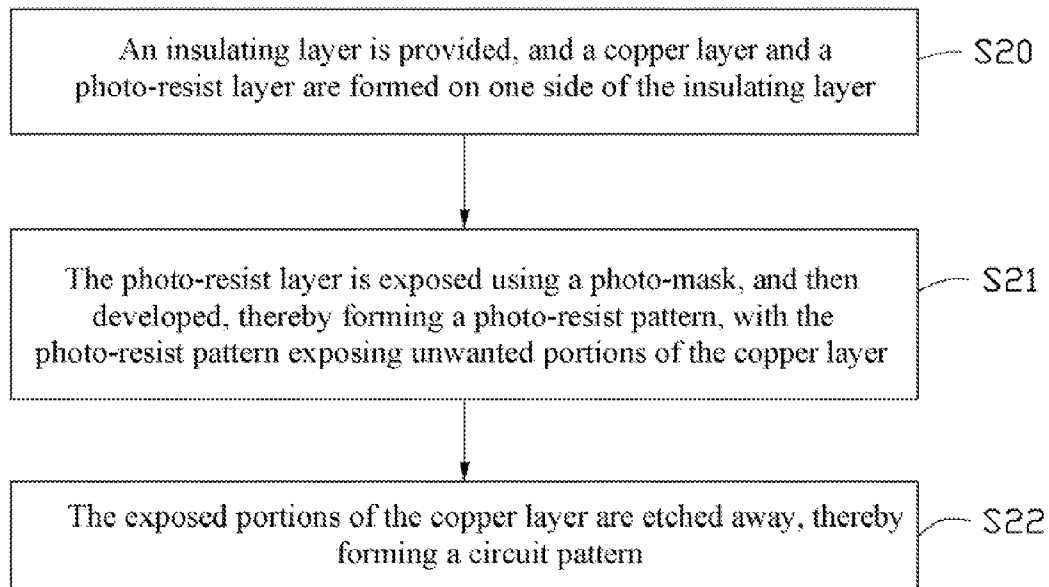 An insulating layer is provided, and a copper layer and a
photo-resist layer are formed on one side of the insulating layer
S20
The photo-resist layer is exposed using a photo-mask, and then
developed, thereby forming a photo-resist pattern, with the
photo-resist pattern exposing unwanted portions of the copper layer
S21
The exposed portions of the copper layer are etched away, thereby
forming a circuit pattern
S22